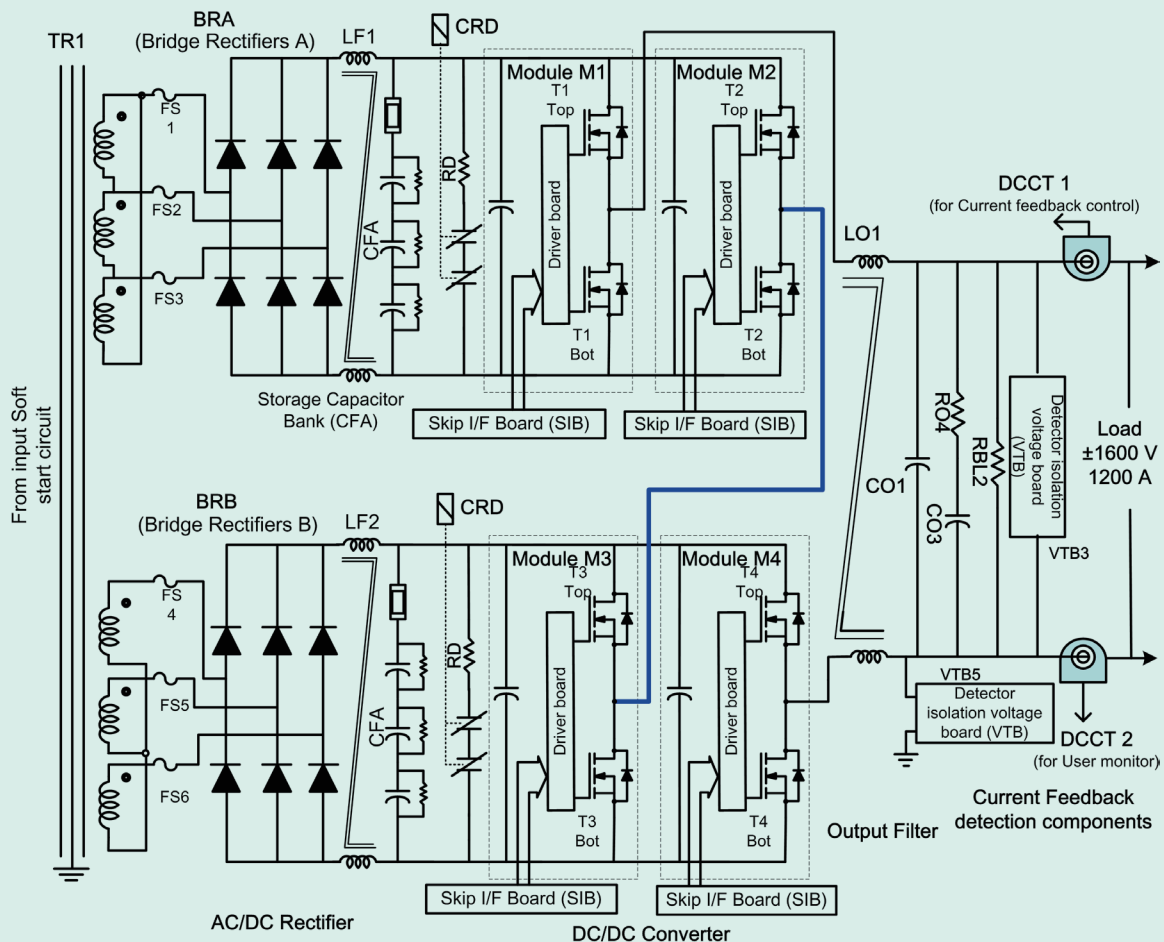 TR1
BRA
(Bridge Rectifiers A)
LF1
CRD
FS
1
FS2
FS3
CFA
RD
Storage Capacitor
Bank (CFA)
Module M1
T1
Top
Driver board
T1
Bot
Skip I/F Board (SIB)
Module M2
T2
Top
Driver board
T2
Bot
Skip I/F Board (SIB)
DCCT 1
(for Current feedback control)
LO1
CO1
RO4
CO3
RBL2
Detector isolation
voltage board
(VTB)
VTB3
Load
±1600 V
1200 A
From input Soft
start circuit
BRB
(Bridge Rectifiers B)
LF2
CRD
FS
4
FS5
FS6
CFA
RD
Module M3
T3
Top
Driver board
T3
Bot
Skip I/F Board (SIB)
Module M4
T4
Top
Driver board
T4
Bot
Skip I/F Board (SIB)
VTB5
Detector
isolation voltage
board (VTB)
DCCT 2
(for User monitor)
Output Filter
Current Feedback
detection components
AC/DC Rectifier
DC/DC Converter